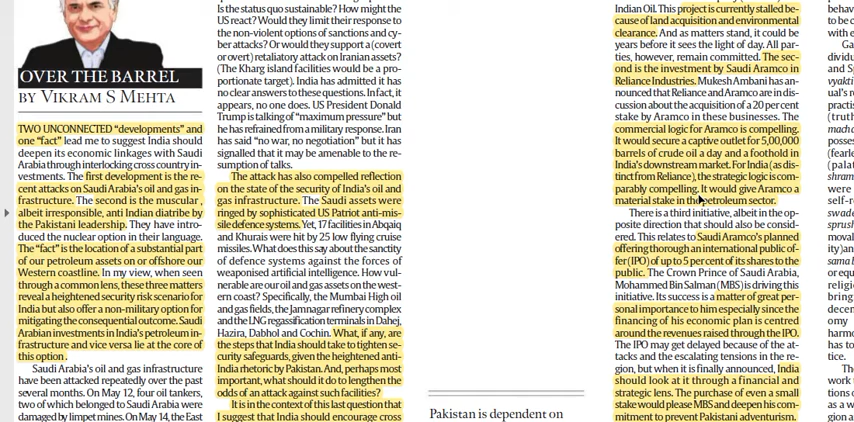 OVER THE BARREL
BY VIKRAM S MEHTA
TWO UNCONNECTED “developments” and
one “fact” lead me to suggest India should
deepen its economic linkages with Saudi
Arabia through interlocking cross country in-
vestments. The first development is the re-
cent attacks on Saudi Arabia's oil and gas in-
frastructure. The second is the muscular,
albeit irresponsible, anti Indian diatribe by
the Pakistani leadership. They have intro-
duced the nuclear option in their language.
The “fact” is the location of a substantial part
of our petroleum assets on or offshore our
Western coastline. In my view, when seen
through a common lens, these three matters
reveal a heightened security risk scenario for
India but also offer a non-military option for
mitigating the consequential outcome. Saudi
Arabian investments in India's petroleum in-
frastructure and vice versa lie at the core of
this option.
Saudi Arabia's oil and gas infrastructure
have been attacked repeatedly over the past
several months. On May 12, four oil tankers,
two of which belonged to Saudi Arabia were
damaged by limpet mines. On May 14, the East
Is the status quo sustainable? How might the
US react? Would they limit their response to
the non-violent options of sanctions and cy-
ber attacks? Or would they support a (covert
or overt) retaliatory attack on Iranian assets?
(The Kharg island facilities would be a pro-
portionate target). India has admitted it has
no clear answers to these questions. In fact, it
appears, no one does. US President Donald
Trump is talking of “maximum pressure” but
he has refrained from a military response. Iran
has said “no war, no negotiation” but it has
signalled that it may be amenable to the re-
sumption of talks.
The attack has also compelled reflection
on the state of the security of India's oil and
gas infrastructure. The Saudi assets were
ringed by sophisticated US Patriot anti-mis-
sile defence systems. Yet, 17 facilities in Abqaiq
and Khurais were hit by 25 low flying cruise
missiles. What does this say about the sanctity
of defence systems against the forces of
weaponised artificial intelligence. How vul-
nerable are our oil and gas assets on the west-
ern coast? Specifically, the Mumbai High oil
and gas fields, the Jamnagar refinery complex
and the LNG regassification terminals in Dahej,
Hazira, Dabhol and Cochin. What, if any, are
the steps that India should take to tighten se-
curity safeguards, given the heightened anti-
India rhetoric by Pakistan. And, perhaps most
important, what should it do to lengthen the
odds of an attack against such facilities?
It is in the context of this last question that
I suggest that India should encourage cross
Pakistan is dependent on
Indian Oil. This project is currently stalled be-
cause of land acquisition and environmental
clearance. And as matters stand, it could be
years before it sees the light of day. All par-
ties, however, remain committed. The sec-
ond is the investment by Saudi Aramco in
Reliance Industries. Mukesh Ambani has an-
nounced that Reliance and Aramco are in dis-
cussion about the acquisition of a 20 per cent
stake by Aramco in these businesses. The
commercial logic for Aramco is compelling.
It would secure a captive outlet for 5,00,000
barrels of crude oil a day and a foothold in
India's downstream market. For India (as dis-
tinct from Reliance), the strategic logic is com-
parably compelling. It would give Aramco a
material stake in the petroleum sector.
There is a third initiative, albeit in the op-
posite direction that should also be consid-
ered. This relates to Saudi Aramco's planned
offering thorough an international public of-
fer (IPO) of up to 5 percent of its shares to the
public. The Crown Prince of Saudi Arabia,
Mohammed Bin Salman (MBS) is driving this
initiative. Its success is a matter of great per-
sonal importance to him especially since the
financing of his economic plan is centred
around the revenues raised through the IPO.
The IPO may get delayed because of the at-
tacks and the escalating tensions in the re-
gion, but when it is finally announced, India
should look at it through a financial and
strategic lens. The purchase of even a small
stake would please MBS and deepen his com-
mitment to prevent Pakistani adventurism.